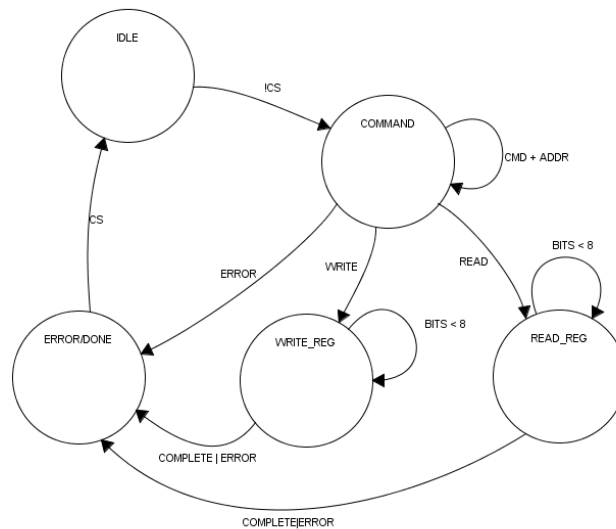 IDLE
!CS
COMMAND
CMD + ADDR
CS
ERROR
WRITE
READ
BITS < 8
ERROR/DONE
WRITE_REG
BITS < 8
READ_REG
COMPLETE | ERROR
COMPLETE|ERROR